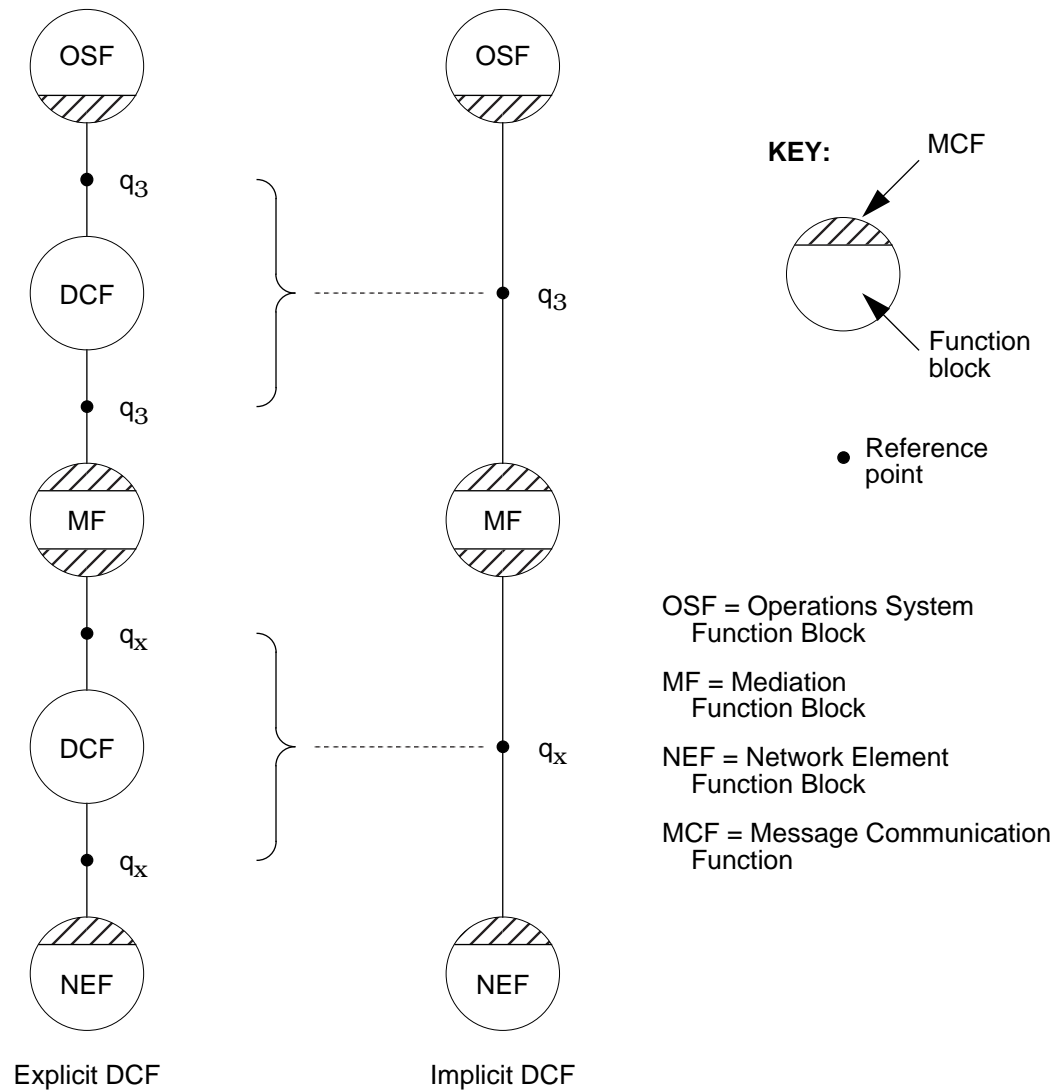 OSF
q3
DCF
q3
MF
qx
DCF
qx
NEF
Explicit DCF
OSF
q3
MF
qx
NEF
Implicit DCF
KEY:
MCF
Function
block
Reference
point
OSF = Operations System
Function Block
MF = Mediation
Function Block
NEF = Network Element
Function Block
MCF = Message Communication
Function